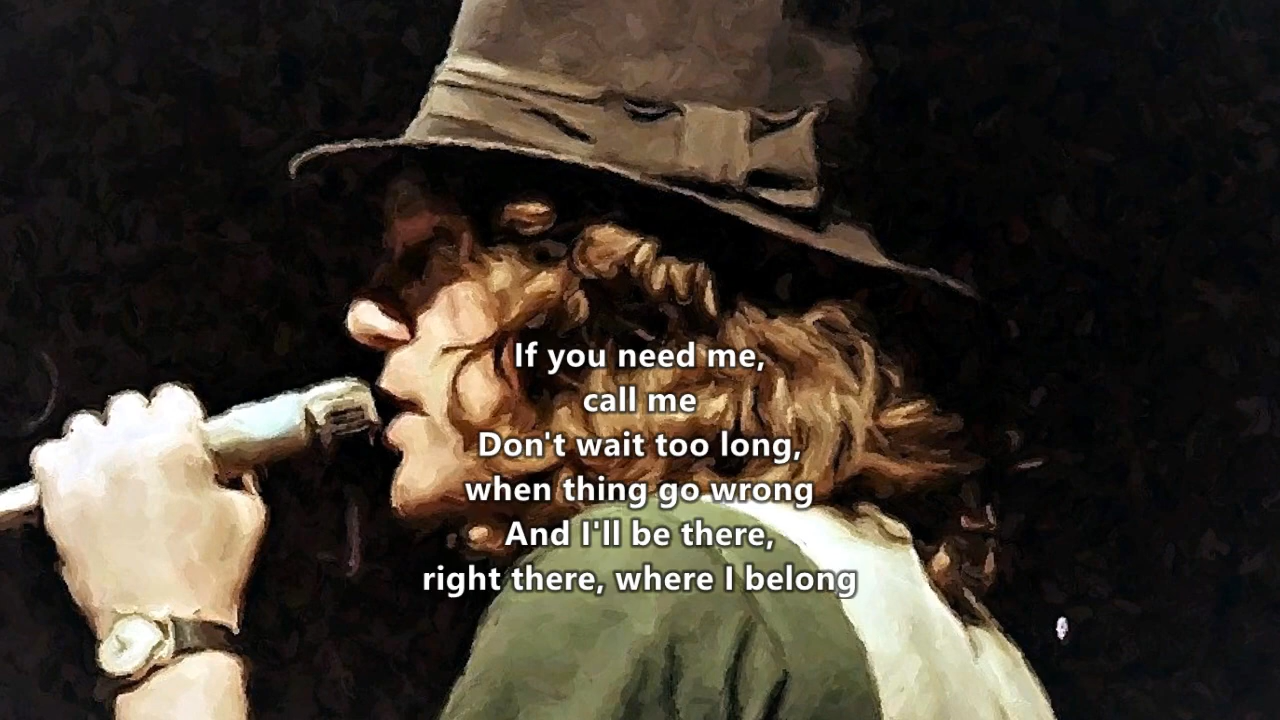 If you need me,
call me
Don't wait too long,
when thing go wrong
And I'll be there,
right there, where I belong